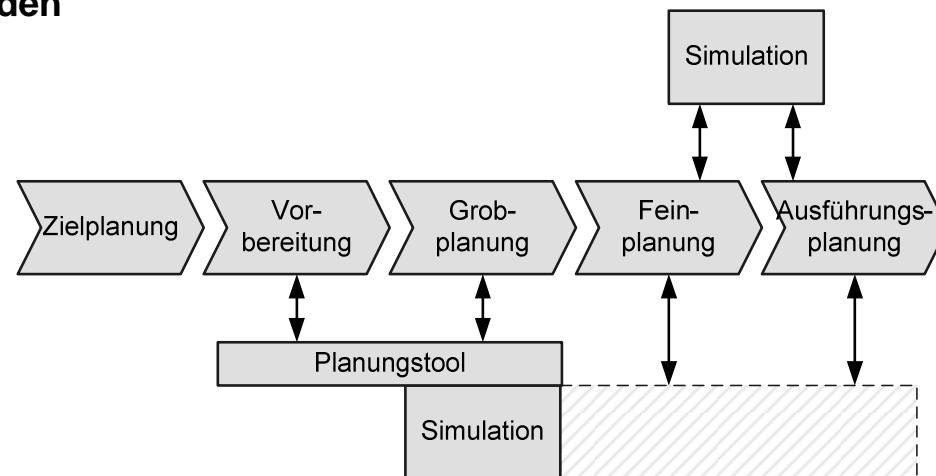 den
Simulation
Zielplanung
Vor-
bereitung
Grob-
planung
Fein-
planung
Ausführungs-
planung
Planungstool
Simulation